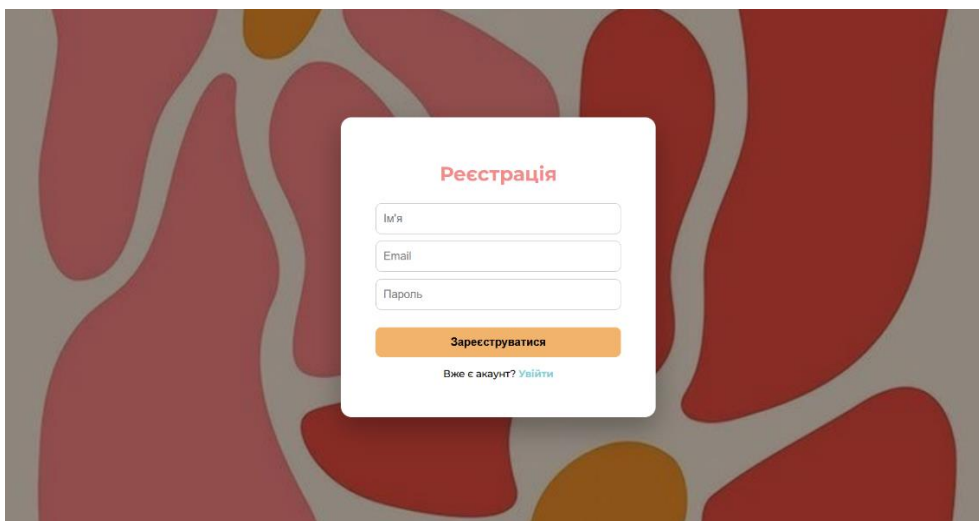 Реєстрація
Ім'я
Email
Пароль
Зареєструватися
Вже є акаунт? Увійти